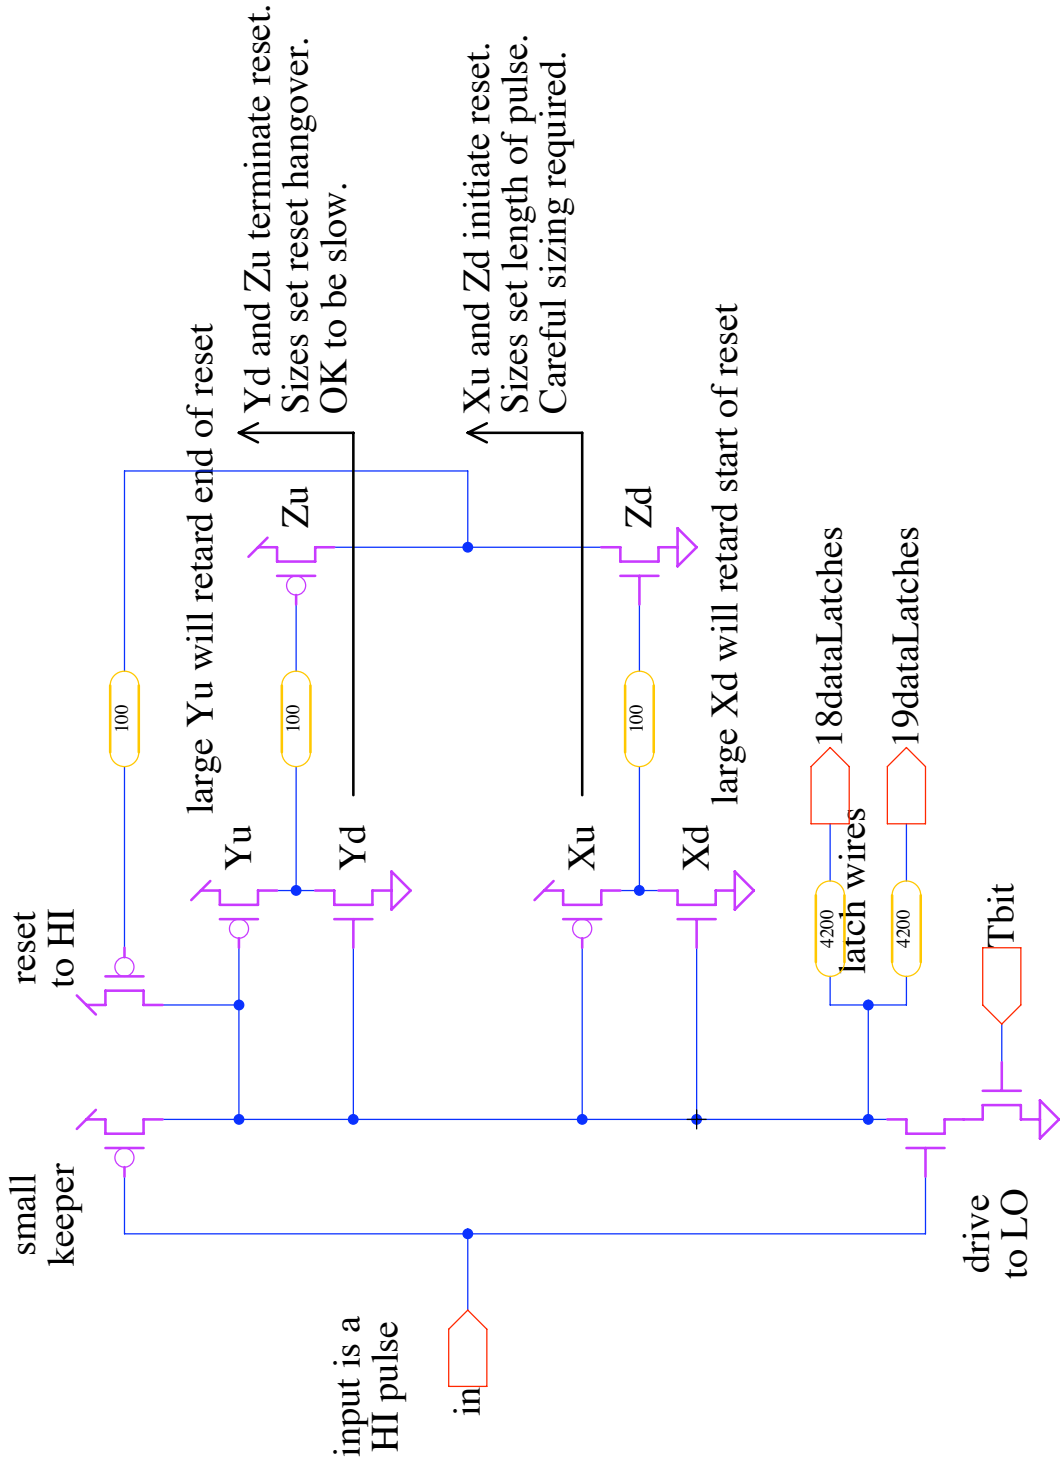 small
keeper
reset
to HI
100
large Yu will retard end of reset
Yd and Zu terminate reset.
Sizes set reset hangover.
OK to be slow.
Yu
100
Zu
Yd
Xu and Zd initiate reset.
Sizes set length of pulse.
Careful sizing required.
input is a
HI pulse
in
Xu
100
Zd
Xd
large Xd will retard start of reset
4200
18dataLatches
latch wires
4200
19dataLatches
drive
to LO
Tbit